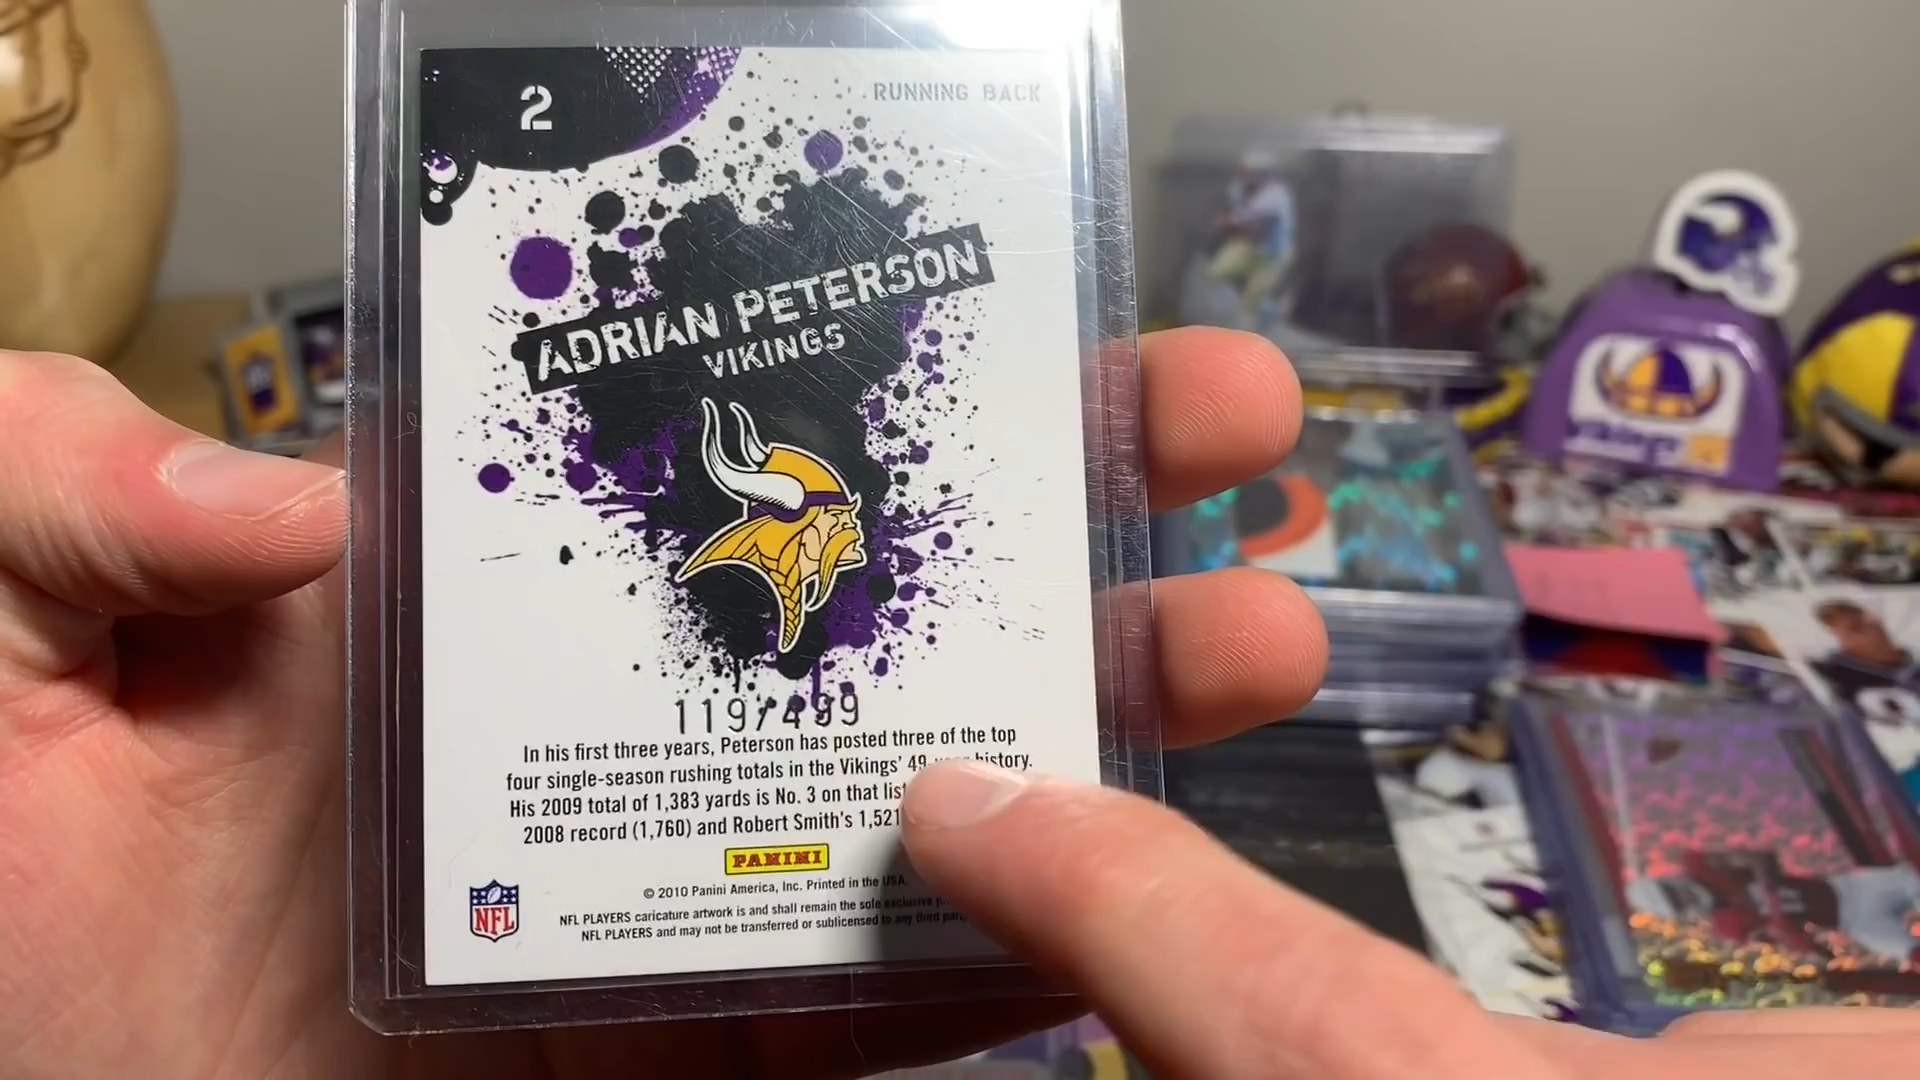 2
RUNNING BACK
ADRIAN PETERSON
VIKINGS
119/499
In his first three years, Peterson has posted three of the top
four single-season rushing totals in the Vikings' 49- history.
His 2009 total of 1,383 yards is No. 3 on that list
2008 record (1,760) and Robert Smith's 1,521
PANINI
© 2010 Panini America, Inc. Printed in the USA.
NFL PLAYERS caricature artwork is and shall remain the sole exclusive
NFL PLAYERS and may not be transferred or sublicensed to any third
NFL